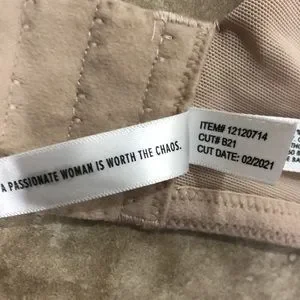 A PASSIONATE WOMAN IS WORTH THE CHAOS.
ITEM# 12120714
CUT# B21
CUT DATE: 02/2021